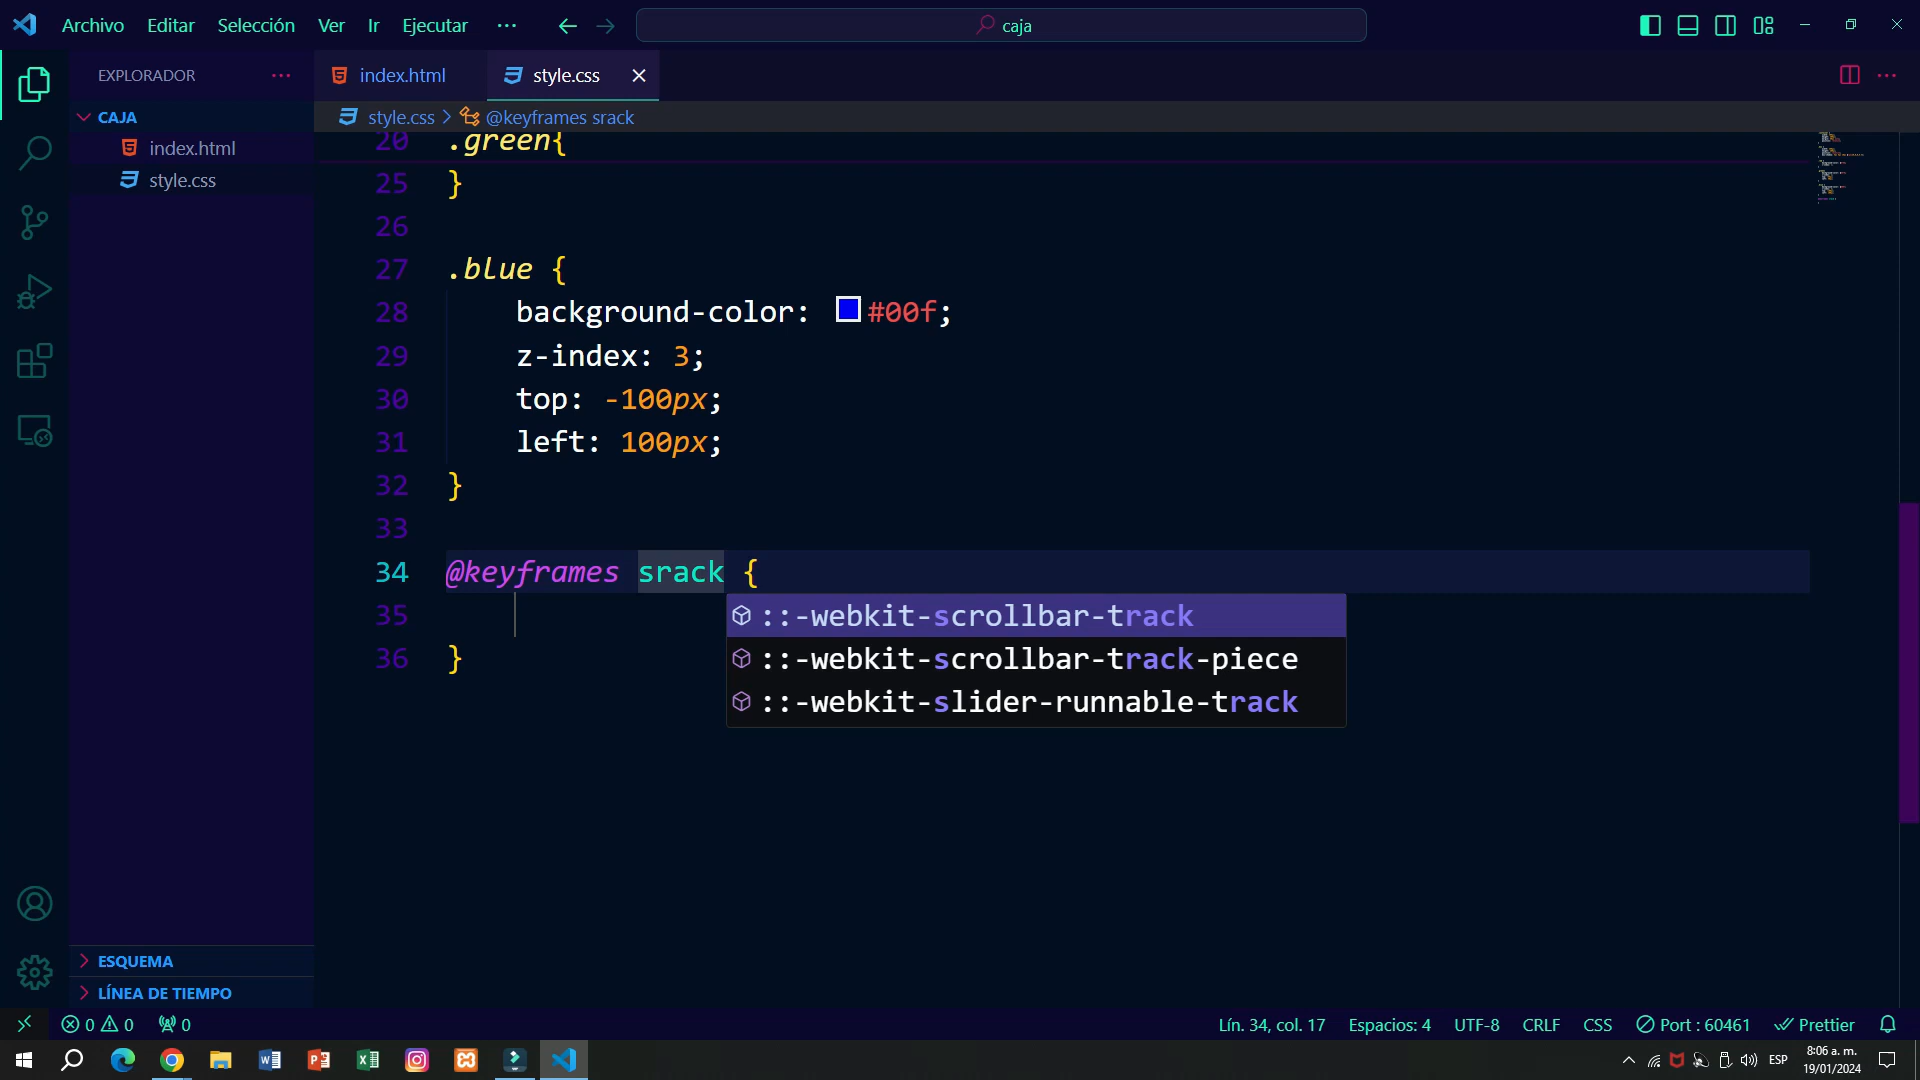 Archivo Editar Selección Ver Ir Ejecutar ··· caja
EXPLORADOR ··· index.html style.css
CAJA
index.html
style.css
style.css > @keyframes srack
20 .green{
25 }
26
27 .blue {
28 background-color: #00f;
29 z-index: 3;
30 top: -100px;
31 left: 100px;
32 }
33
34 @keyframes srack {
35
::-webkit-scrollbar-track
36 }
::-webkit-scrollbar-track-piece
::-webkit-slider-runnable-track
ESQUEMA
LÍNEA DE TIEMPO
0 0 0 Lín. 34, col. 17 Espacios: 4 UTF-8 CRLF CSS Port : 60461 Prettier
ESP 8:06 a. m.
19/01/2024